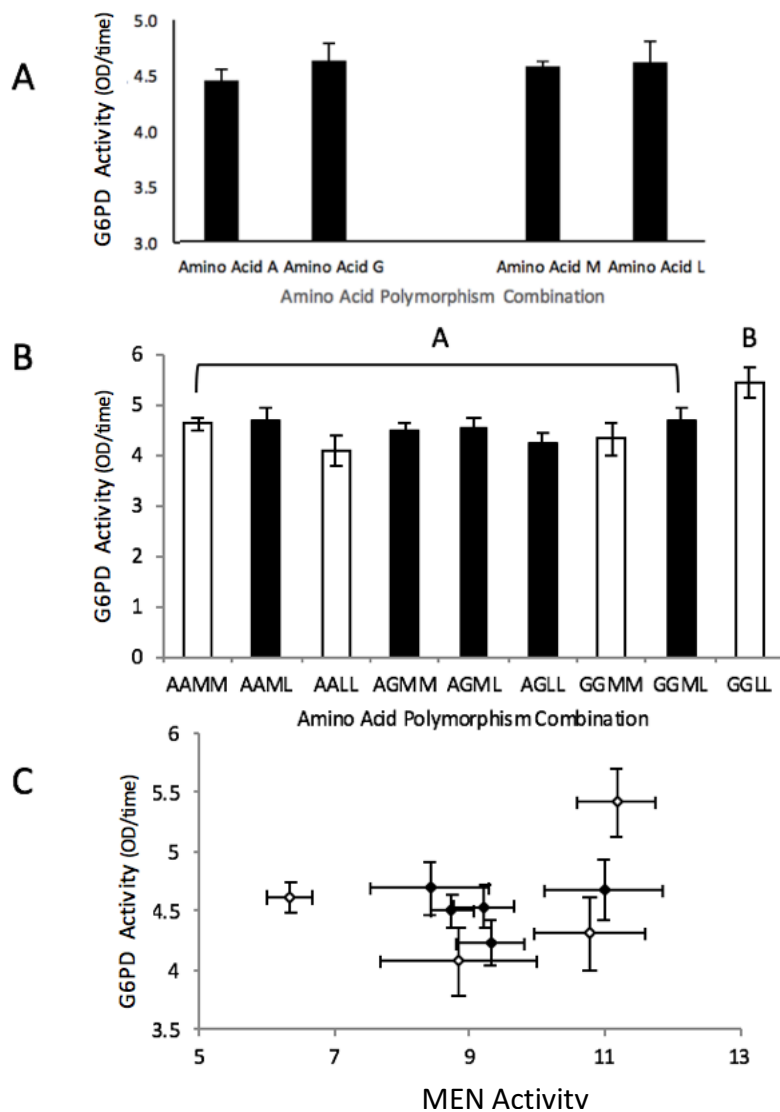 A
G6PD Activity (OD/time)
5.0
4.5
4.0
3.5
3.0
Amino Acid A Amino Acid G Amino Acid M Amino Acid L
Amino Acid Polymorphism Combination
B
G6PD Activity (OD/time)
A B
6
5
4
3
2
1
0
AAMM AAML AALL AGMM AGML AGLL GGMM GGML GGLL
Amino Acid Polymorphism Combination
C
G6PD Activity (OD/time)
6
5.5
5
4.5
4
3.5
5 7 9 11 13
MEN Activity